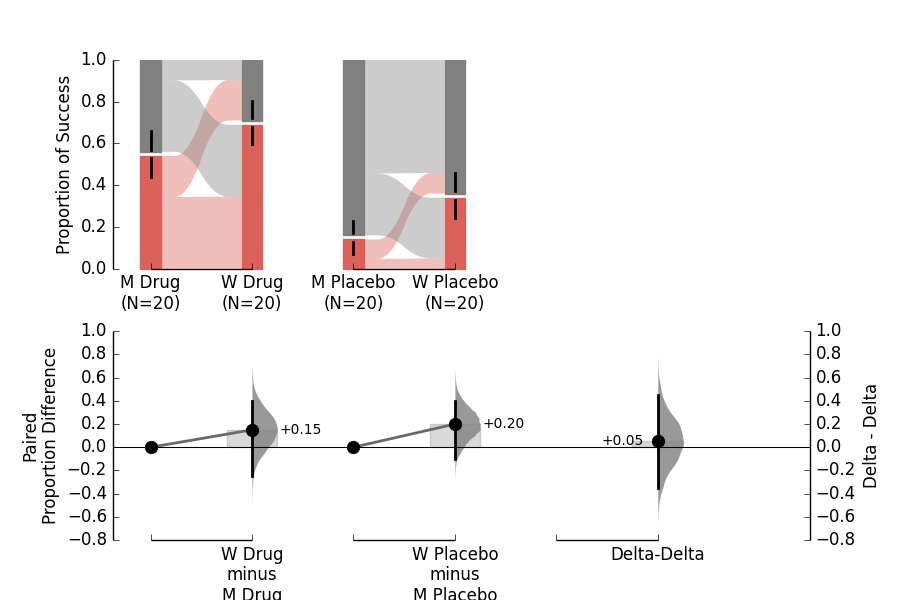 Proportion of Success
1.0
0.8
0.6
0.4
0.2
0.0
M Drug
(N=20)
W Drug
(N=20)
M Placebo
(N=20)
W Placebo
(N=20)
Paired
Proportion Difference
1.0
0.8
0.6
0.4
0.2
0.0
−0.2
−0.4
−0.6
−0.8
+0.15
+0.20
+0.05
1.0
0.8
0.6
0.4
0.2
0.0
−0.2
−0.4
−0.6
−0.8
Delta - Delta
W Drug
minus
M Drug
W Placebo
minus
M Placebo
Delta-Delta